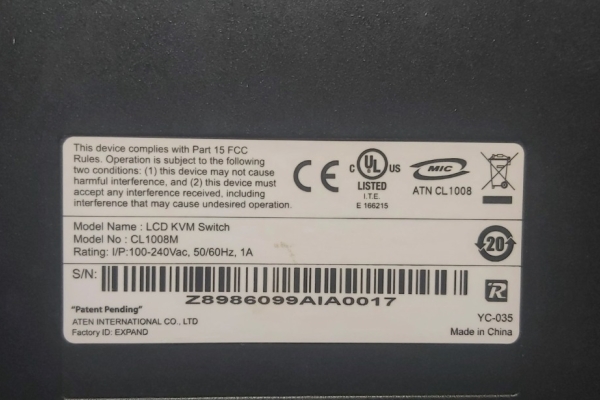 This device complies with Part 15 FCC
Rules. Operation is subject to the following
two conditions: (1) this device may not cause
harmful interference, and (2) this device must
accept any interference received, including
interference that may cause undesired operation.
CE
C UL US
LISTED
I.T.E.
E 166215
MIC
ATN CL1008
Model Name : LCD KVM Switch
Model No : CL1008M
Rating: I/P:100-240Vac, 50/60Hz, 1A
20
S/N:
Z8986099AIA0017
R
"Patent Pending"
ATEN INTERNATIONAL CO., LTD
Factory ID: EXPAND
YC-035
Made in China